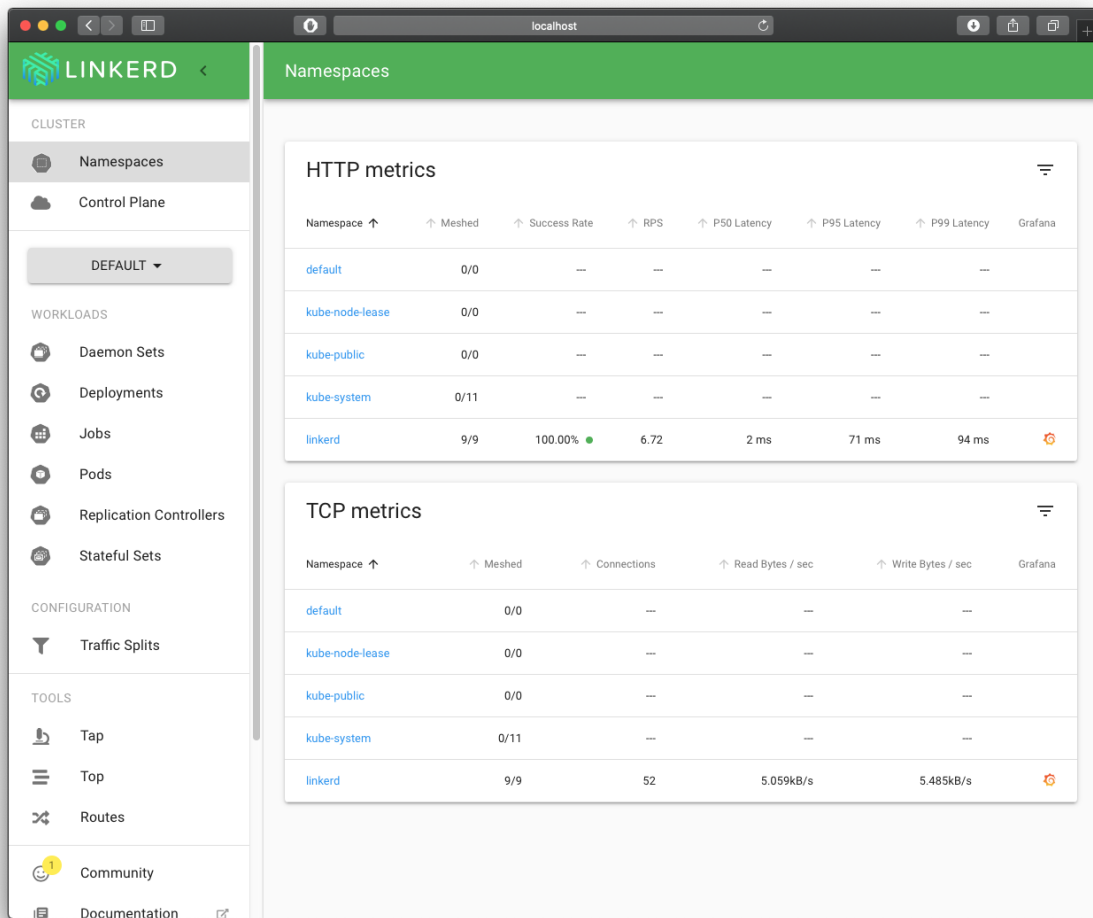 localhost
LINKERD
Namespaces
CLUSTER
Namespaces
Control Plane
DEFAULT
WORKLOADS
Daemon Sets
Deployments
Jobs
Pods
Replication Controllers
Stateful Sets
CONFIGURATION
Traffic Splits
TOOLS
Tap
Top
Routes
1
Community
Documentation
HTTP metrics
Namespace Meshed Success Rate RPS P50 Latency P95 Latency P99 Latency Grafana
default 0/0 --- --- --- --- ---
kube-node-lease 0/0 --- --- --- --- ---
kube-public 0/0 --- --- --- --- ---
kube-system 0/11 --- --- --- --- ---
linkerd 9/9 100.00% 6.72 2 ms 71 ms 94 ms
TCP metrics
Namespace Meshed Connections Read Bytes / sec Write Bytes / sec Grafana
default 0/0 --- --- ---
kube-node-lease 0/0 --- --- ---
kube-public 0/0 --- --- ---
kube-system 0/11 --- --- ---
linkerd 9/9 52 5.059kB/s 5.485kB/s